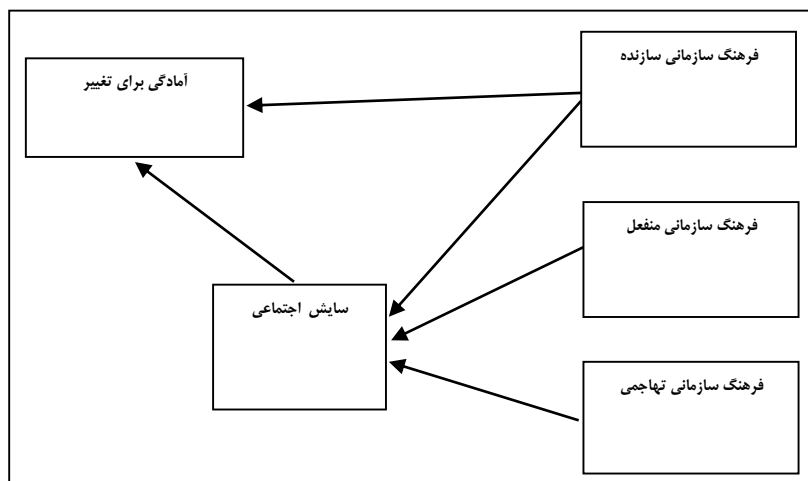 فرهنگ سازمانی سازنده
آمادگی برای تغییر
فرهنگ سازمانی منفعل
سایش اجتماعی
فرهنگ سازمانی تهاجمی